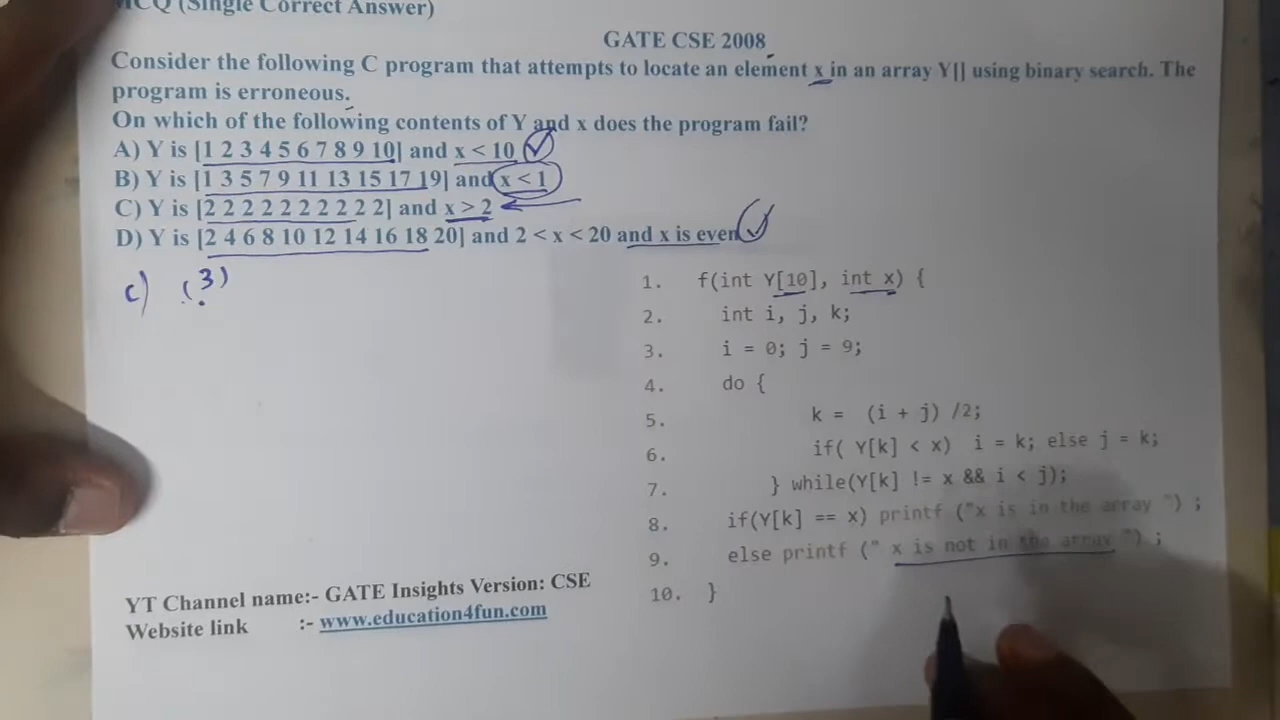 MCQ (Single Correct Answer)
GATE CSE 2008
Consider the following C program that attempts to locate an element x in an array Y[] using binary search. The
program is erroneous.
On which of the following contents of Y and x does the program fail?
A) Y is [1 2 3 4 5 6 7 8 9 10] and x < 10
B) Y is [1 3 5 7 9 11 13 15 17 19] and x < 1
C) Y is [2 2 2 2 2 2 2 2 2 2] and x > 2
D) Y is [2 4 6 8 10 12 14 16 18 20] and 2 < x < 20 and x is even
c) (3)
1. f(int Y[10], int x) {
2. int i, j, k;
3. i = 0; j = 9;
4. do {
5. k = (i + j) /2;
6. if( Y[k] < x) i = k; else j = k;
7. } while(Y[k] != x && i < j);
8. if(Y[k] == x) printf ("x is in the array ") ;
9. else printf (" x is not in the array ") ;
10. }
YT Channel name:- GATE Insights Version: CSE
Website link :- www.education4fun.com